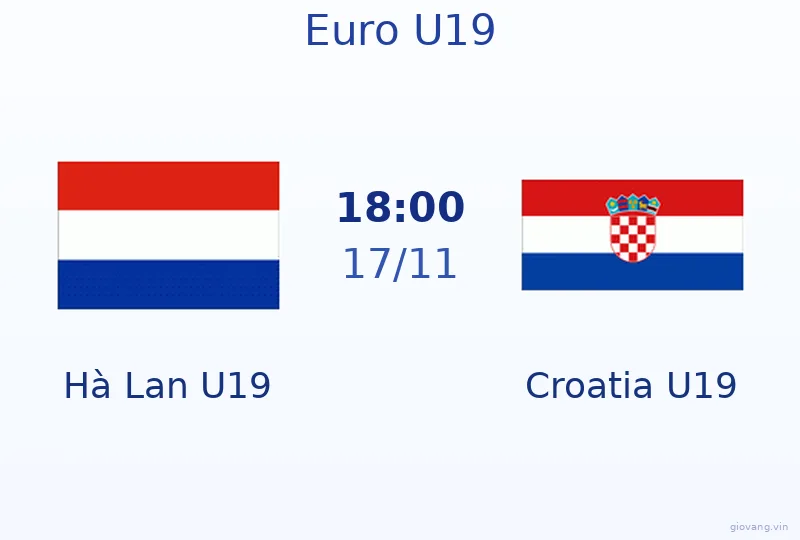 Euro U19
18:00
17/11
Hà Lan U19
Croatia U19
giovang.vin